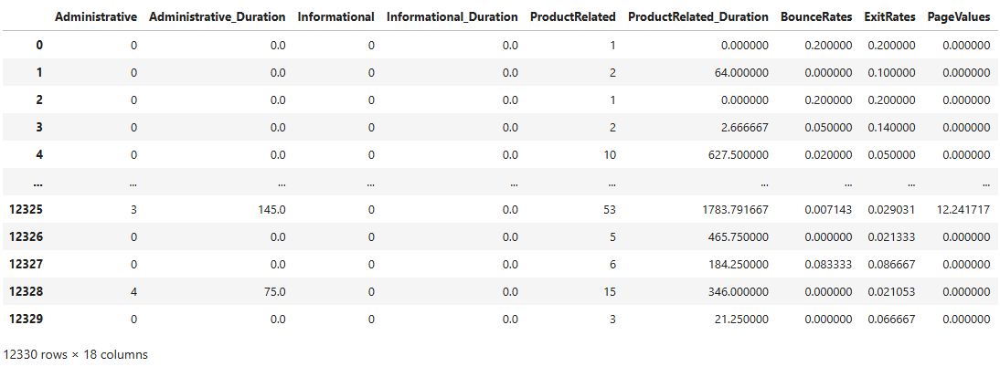 Administrative Administrative_Duration Informational Informational_Duration ProductRelated ProductRelated_Duration BounceRates ExitRates PageValues
0 0 0.0 0 0.0 1 0.000000 0.200000 0.200000 0.000000
1 0 0.0 0 0.0 2 64.000000 0.000000 0.100000 0.000000
2 0 0.0 0 0.0 1 0.000000 0.200000 0.200000 0.000000
3 0 0.0 0 0.0 2 2.666667 0.050000 0.140000 0.000000
4 0 0.0 0 0.0 10 627.500000 0.020000 0.050000 0.000000
... ... ... ... ... ... ... ... ... ...
12325 3 145.0 0 0.0 53 1783.791667 0.007143 0.029031 12.241717
12326 0 0.0 0 0.0 5 465.750000 0.000000 0.021333 0.000000
12327 0 0.0 0 0.0 6 184.250000 0.083333 0.086667 0.000000
12328 4 75.0 0 0.0 15 346.000000 0.000000 0.021053 0.000000
12329 0 0.0 0 0.0 3 21.250000 0.000000 0.066667 0.000000
12330 rows × 18 columns